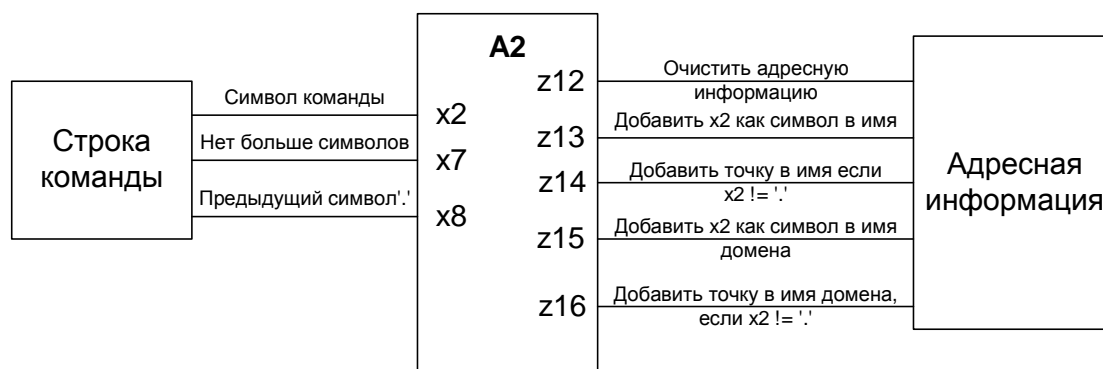 Строка
команды
Символ команды
Нет больше символов
Предыдущий символ'.'
A2
x2
x7
x8
z12
z13
z14
z15
z16
Очистить адресную
информацию
Добавить x2 как символ в имя
Добавить точку в имя если
x2 != '.'
Добавить x2 как символ в имя
домена
Добавить точку в имя домена,
если x2 != '.'
Адресная
информация